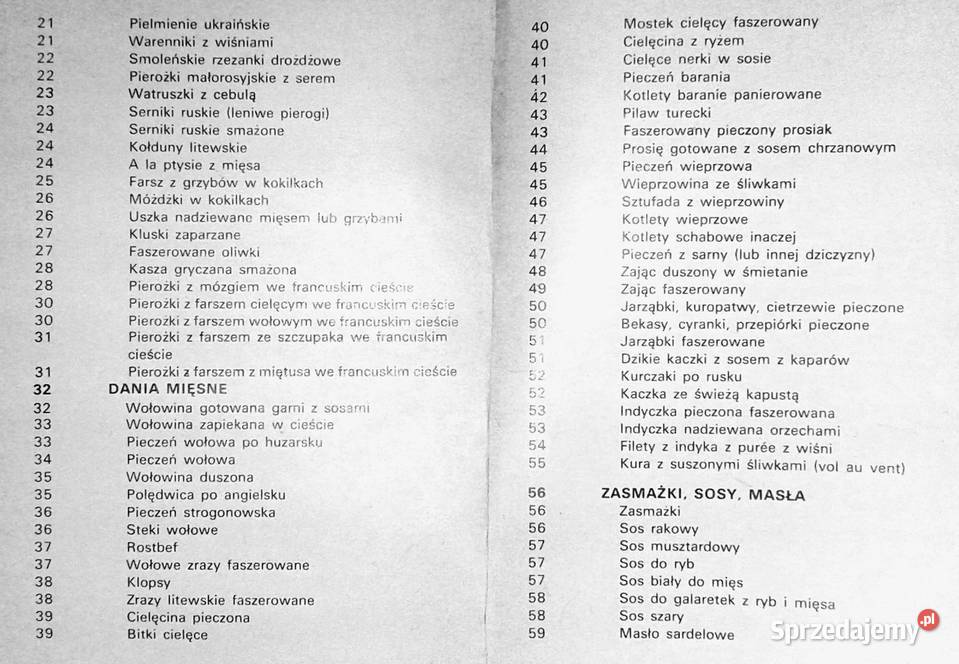 21 Pielmienie ukraińskie
21 Warenniki z wiśniami
22 Smoleńskie rzezanki drożdżowe
22 Pierożki małorosyjskie z serem
23 Watruszki z cebulą
23 Serniki ruskie (leniwe pierogi)
24 Serniki ruskie smażone
24 Kołduny litewskie
24 A la ptysie z mięsa
25 Farsz z grzybów w kokilkach
26 Móżdżki w kokilkach
26 Uszka nadziewane mięsem lub grzybami
27 Kluski zaparzane
27 Faszerowane oliwki
28 Kasza gryczana smażona
28 Pierożki z mózgiem we francuskim cieście
30 Pierożki z farszem cielęcym we francuskim cieście
30 Pierożki z farszem wołowym we francuskim cieście
31 Pierożki z farszem ze szczupaka we francuskim
cieście
31 Pierożki z farszem z miętusa we francuskim cieście
32 DANIA MIĘSNE
32 Wołowina gotowana garni z sosami
33 Wołowina zapiekana w cieście
33 Pieczeń wołowa po huzarsku
34 Pieczeń wołowa
35 Wołowina duszona
35 Polędwica po angielsku
36 Pieczeń strogonowska
36 Steki wołowe
37 Rostbef
37 Wołowe zrazy faszerowane
38 Klopsy
38 Zrazy litewskie faszerowane
39 Cielęcina pieczona
39 Bitki cielęce
40 Mostek cielęcy faszerowany
40 Cielęcina z ryżem
41 Cielęce nerki w sosie
41 Pieczeń barania
42 Kotlety baranie panierowane
43 Pilaw turecki
43 Faszerowany pieczony prosiak
44 Prosię gotowane z sosem chrzanowym
45 Pieczeń wieprzowa
45 Wieprzowina ze śliwkami
46 Sztufada z wieprzowiny
47 Kotlety wieprzowe
47 Kotlety schabowe inaczej
47 Pieczeń z sarny (lub innej dziczyzny)
48 Zając duszony w śmietanie
49 Zając faszerowany
50 Jarząbki, kuropatwy, cietrzewie pieczone
50 Bekasy, cyranki, przepiórki pieczone
51 Jarząbki faszerowane
51 Dzikie kaczki z sosem z kaparów
52 Kurczaki po rusku
52 Kaczka ze świeżą kapustą
53 Indyczka pieczona faszerowana
53 Indyczka nadziewana orzechami
54 Filety z indyka z purée z wiśni
55 Kura z suszonymi śliwkami (vol au vent)
56 ZASMAŻKI, SOSY, MASŁA
56 Zasmażki
56 Sos rakowy
57 Sos musztardowy
57 Sos do ryb
57 Sos biały do mięs
58 Sos do galaretek z ryb i mięsa
58 Sos szary
59 Masło sardelowe
Sprzedajemy.pl